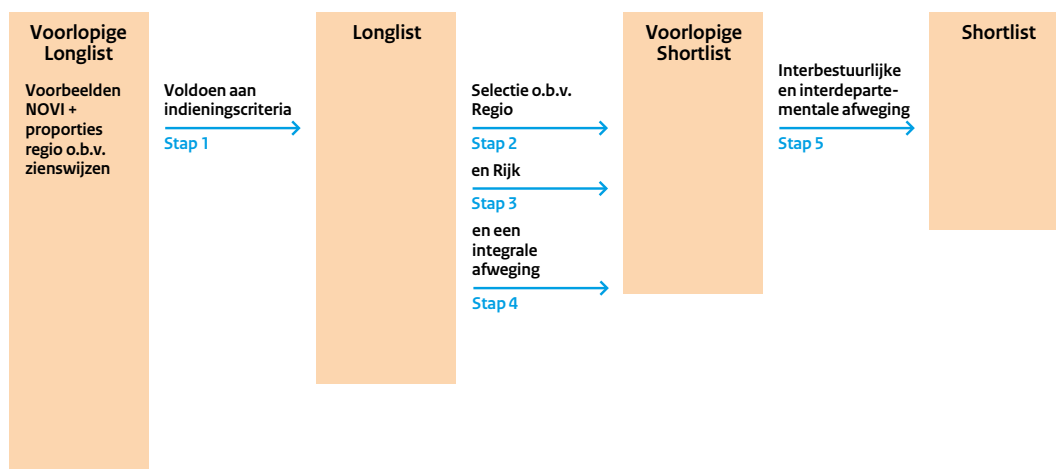 Voorlopige
Longlist
Voorbeelden
NOVI +
proporties
regio o.b.v.
zienswijzen
Voldoen aan
indieningscriteria
Stap 1
Longlist
Selectie o.b.v.
Regio
Stap 2
en Rijk
Stap 3
en een
integrale
afweging
Stap 4
Voorlopige
Shortlist
Interbestuurlijke
en interdeparte-
mentale afweging
Stap 5
Shortlist